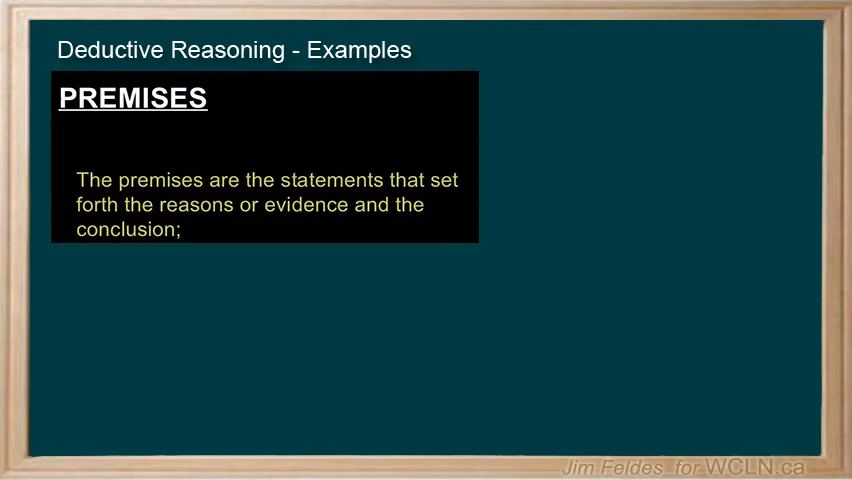 Deductive Reasoning - Examples
PREMISES
The premises are the statements that set
forth the reasons or evidence and the
conclusion;
Jim Feldes for WCLN.ca